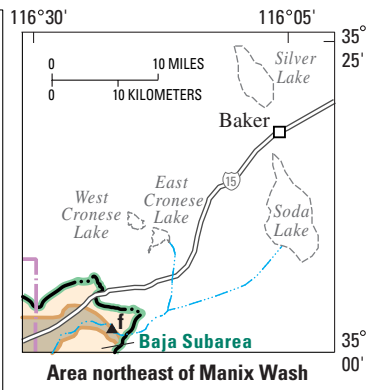 116°30' 116°05'
35°
25'
0 10 MILES
0 10 KILOMETERS
Silver
Lake
Baker
15
West
Cronese
Lake
East
Cronese
Lake
Soda
Lake
f
Baja Subarea
35°
00'
Area northeast of Manix Wash